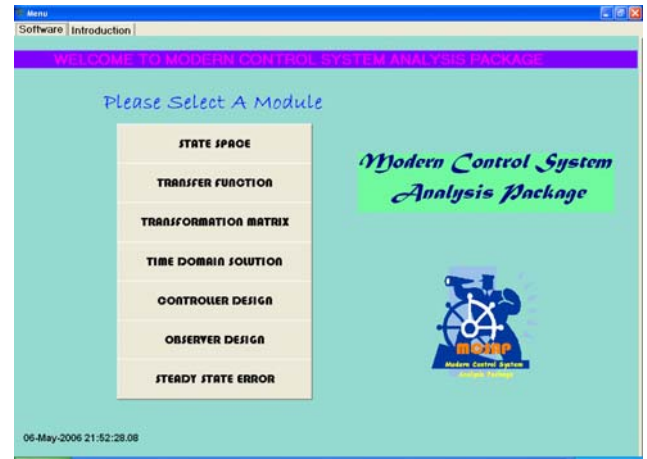 Menu
Software Introduction
WELCOME TO MODERN CONTROL SYSTEM ANALYSIS PACKAGE
Please Select A Module
STATE SPACE
TRANSFER FUNCTION
TRANSFORMATION MATRIX
TIME DOMAIN SOLUTION
CONTROLLER DESIGN
OBSERVER DESIGN
STEADY STATE ERROR
Modern Control System
Analysis Package
MCSAP
Modern Control System
Analysis Package
06-May-2006 21:52:28.08